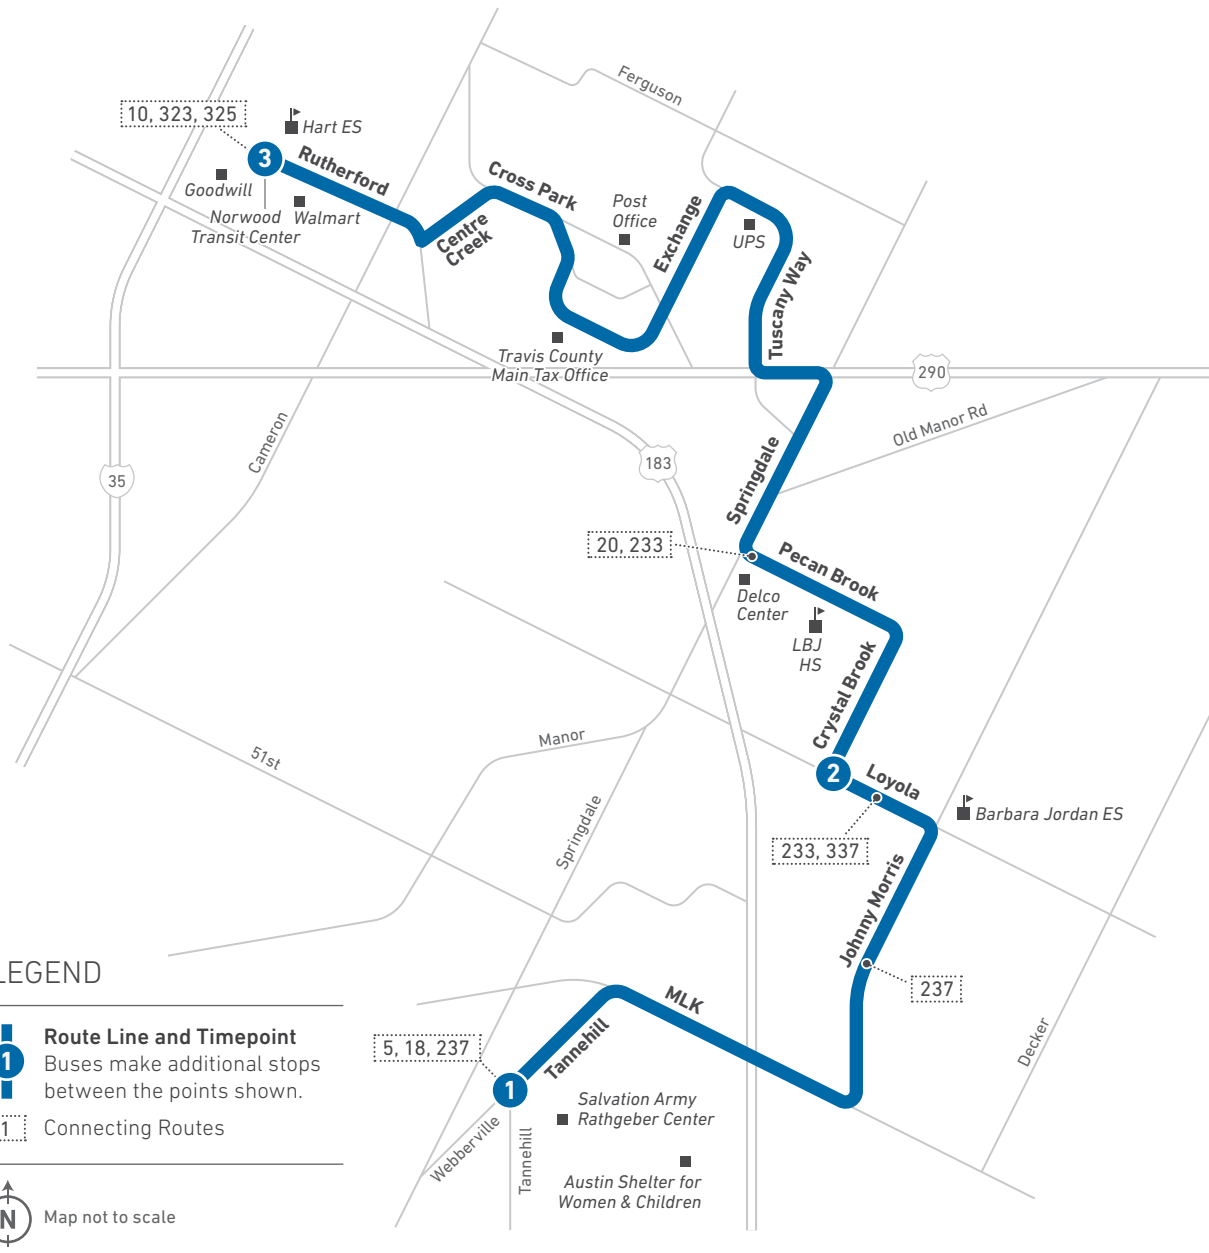 Ferguson
10, 323, 325
Hart ES
3
Rutherford
Goodwill
Norwood
Transit Center
Walmart
Cross Park
Centre
Creek
Post
Office
Exchange
UPS
Tuscany Way
Travis County
Main Tax Office
290
Old Manor Rd
Cameron
183
35
Springdale
20, 233
Pecan Brook
Delco
Center
LBJ
HS
Crystal Brook
2
Loyola
Manor
51st
Barbara Jordan ES
Springdale
233, 337
Johnny Morris
237
MLK
Decker
Tannehill
5, 18, 237
1
Salvation Army
Rathgeber Center
Webberville
Tannehill
Austin Shelter for
Women & Children
LEGEND
1
Route Line and Timepoint
Buses make additional stops
between the points shown.
1
Connecting Routes
N
Map not to scale